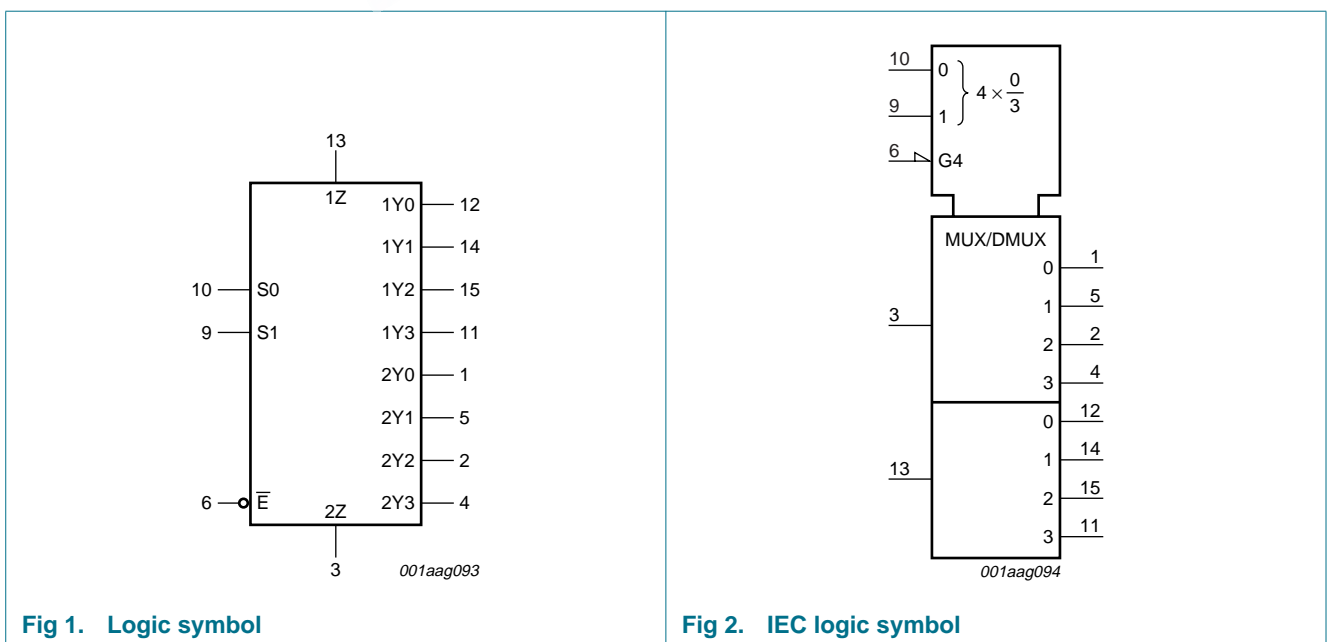 13
1Z
1Y0 12
1Y1 14
10 S0 1Y2 15
9 S1 1Y3 11
2Y0 1
2Y1 5
2Y2 2
6 E̅ 2Y3 4
2Z
3
001aag093
Fig 1. Logic symbol
10 0
4 × 0/3
9 1
6 G4
MUX/DMUX
0 1
1 5
3
2 2
3 4
0 12
1 14
13
2 15
3 11
001aag094
Fig 2. IEC logic symbol